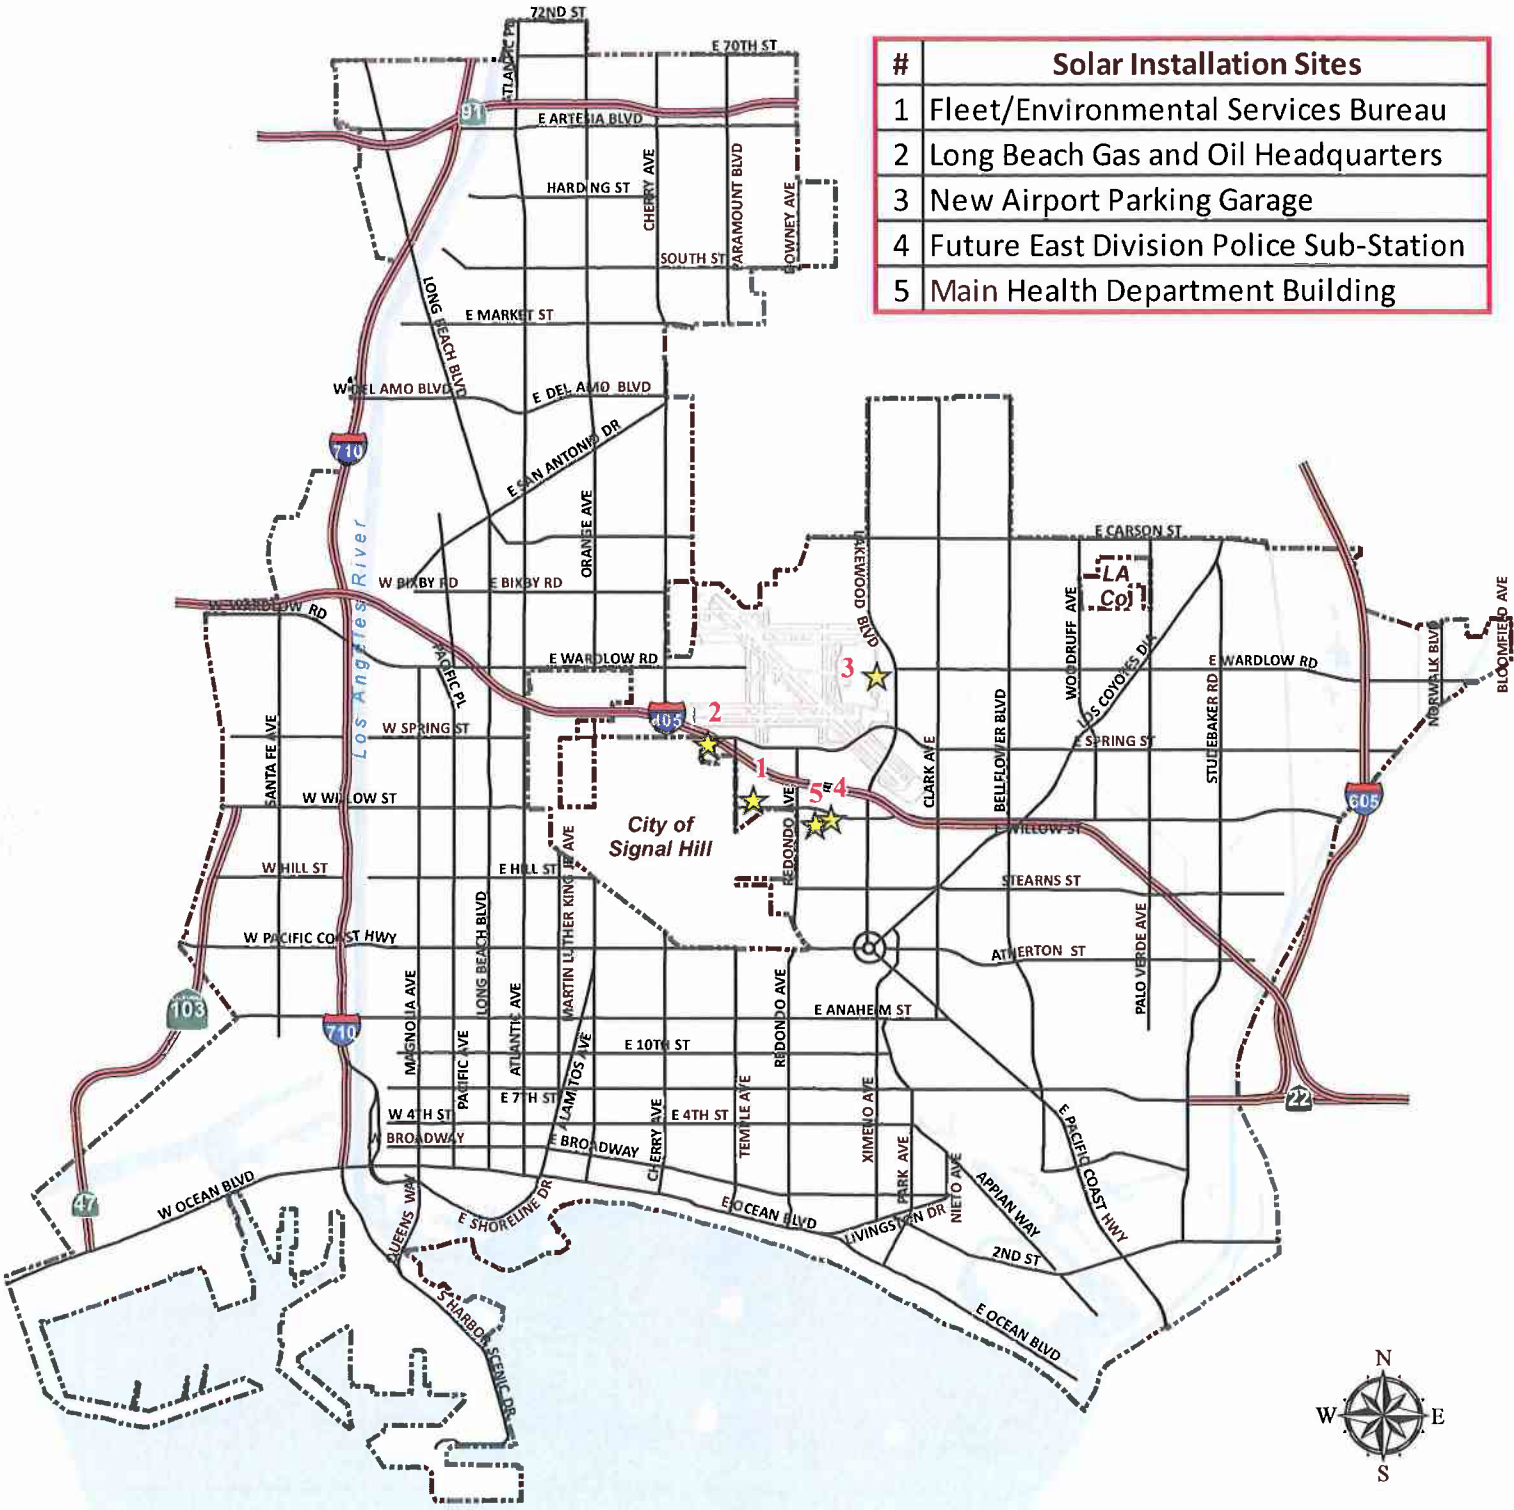 72ND ST
ATLANTIC PL
E 70TH ST
# Solar Installation Sites
1 Fleet/Environmental Services Bureau
2 Long Beach Gas and Oil Headquarters
3 New Airport Parking Garage
4 Future East Division Police Sub-Station
5 Main Health Department Building
91
E ARTESIA BLVD
CHERRY AVE
PARAMOUNT BLVD
DOWNEY AVE
HARDING ST
SOUTH ST
LONG BEACH BLVD
E MARKET ST
W DEL AMO BLVD
E DEL AMO BLVD
710
E SAN ANTONIO DR
ORANGE AVE
Los Angeles River
LAKEWOOD BLVD
E CARSON ST
W BIXBY RD
E BIXBY RD
LA
Co
W WARDLOW RD
WOODRUFF AVE
BLOOMFIELD AVE
NORWALK BLVD
PACIFIC PL
E WARDLOW RD
3
E WARDLOW RD
LOS COYOTES DIA
STUDEBAKER RD
SANTA FE AVE
405
2
W SPRING ST
E SPRING ST
CLARK AVE
BELLFLOWER BLVD
1
5
4
605
W WILLOW ST
E WILLOW ST
City of
Signal Hill
REDONDO AVE
MARTIN LUTHER KING JR AVE
W HILL ST
E HILL ST
STEARNS ST
LONG BEACH BLVD
PALO VERDE AVE
W PACIFIC COAST HWY
ATHERTON ST
103
710
MAGNOLIA AVE
PACIFIC AVE
ATLANTIC AVE
REDONDO AVE
E ANAHEIM ST
E 10TH ST
ALAMITOS AVE
E 7TH ST
22
W 4TH ST
E 4TH ST
CHERRY AVE
TEMPLE AVE
XIMENO AVE
PARK AVE
NIETO AVE
E PACIFIC COAST HWY
W BROADWAY
E BROADWAY
APPIAN WAY
47
W OCEAN BLVD
QUEENS WAY
E SHORELINE DR
E OCEAN BLVD
LIVINGSTON DR
2ND ST
S HARBOR SCENIC DR
E OCEAN BLVD
N
W
E
S